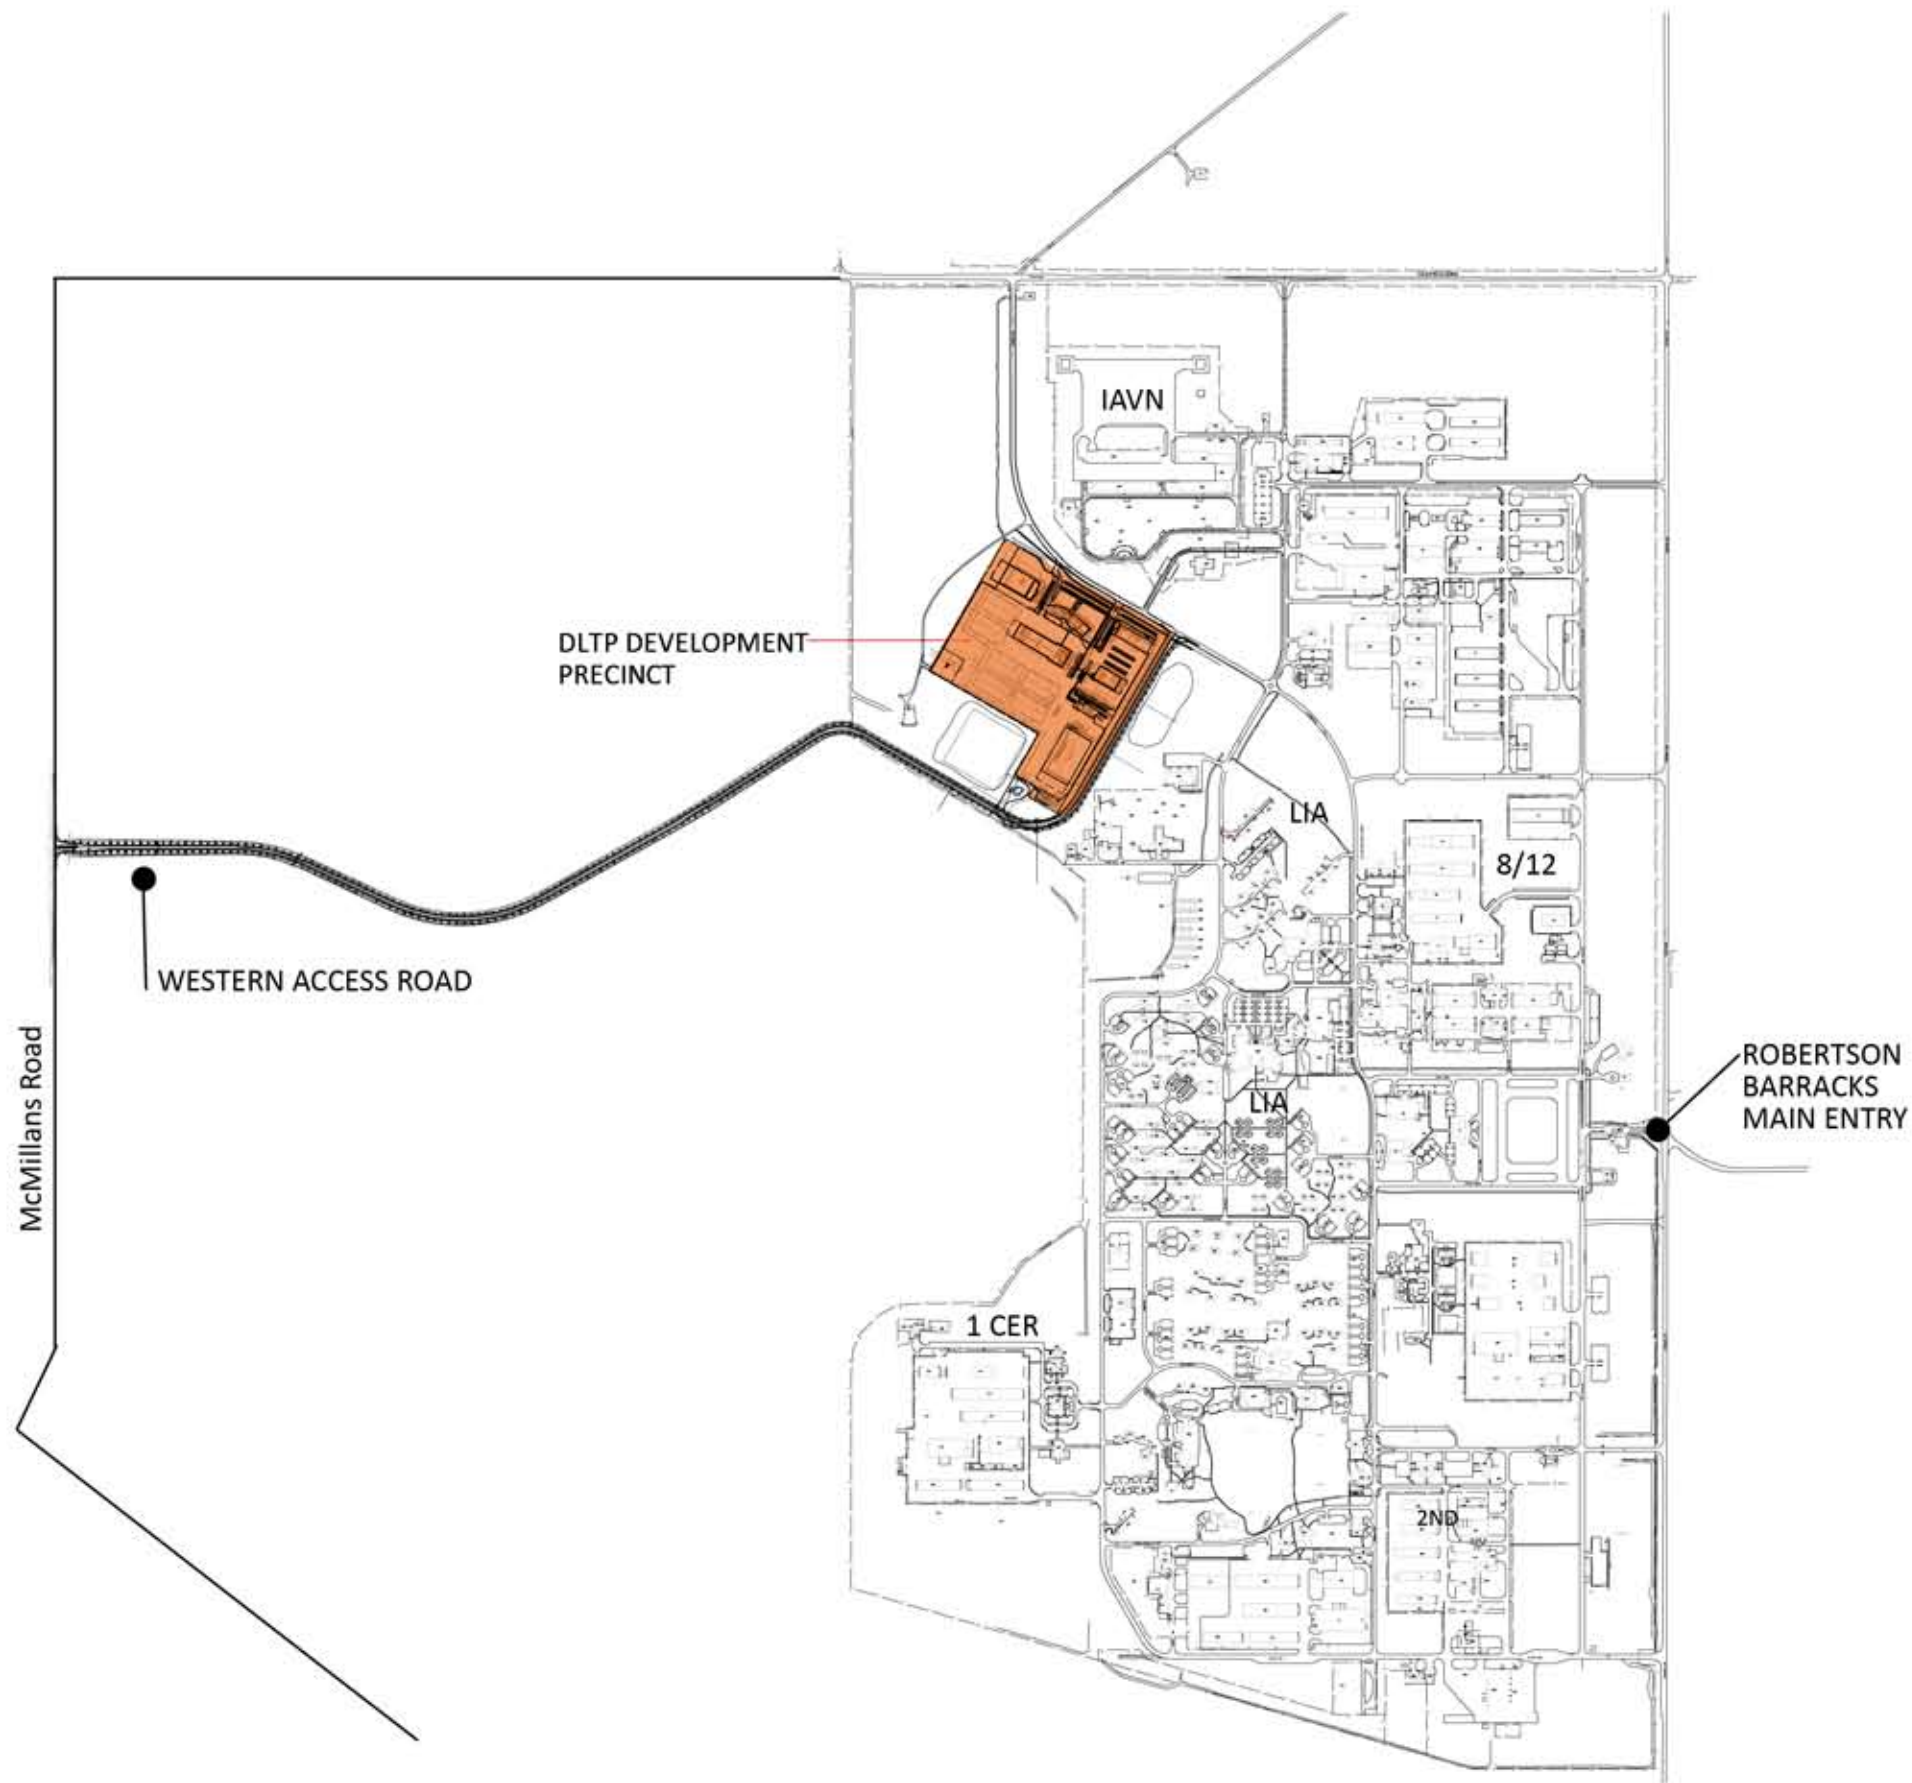 IAVN
DLTP DEVELOPMENT
PRECINCT
LIA
8/12
WESTERN ACCESS ROAD
McMillans Road
ROBERTSON
BARRACKS
MAIN ENTRY
LIA
1 CER
2ND